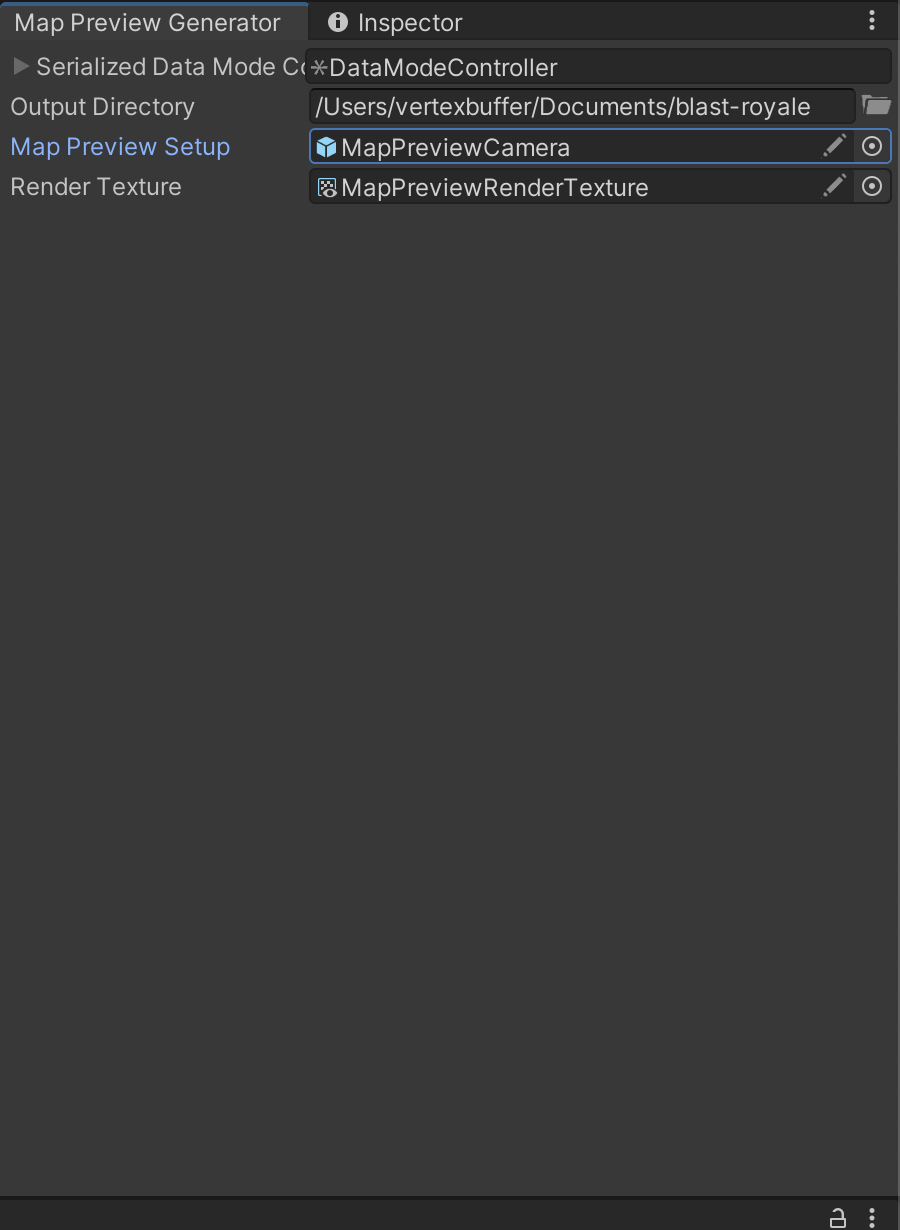 Map Preview Generator
Inspector
Serialized Data Mode Co
DataModeController
Output Directory
/Users/vertexbuffer/Documents/blast-royale
Map Preview Setup
MapPreviewCamera
Render Texture
MapPreviewRenderTexture